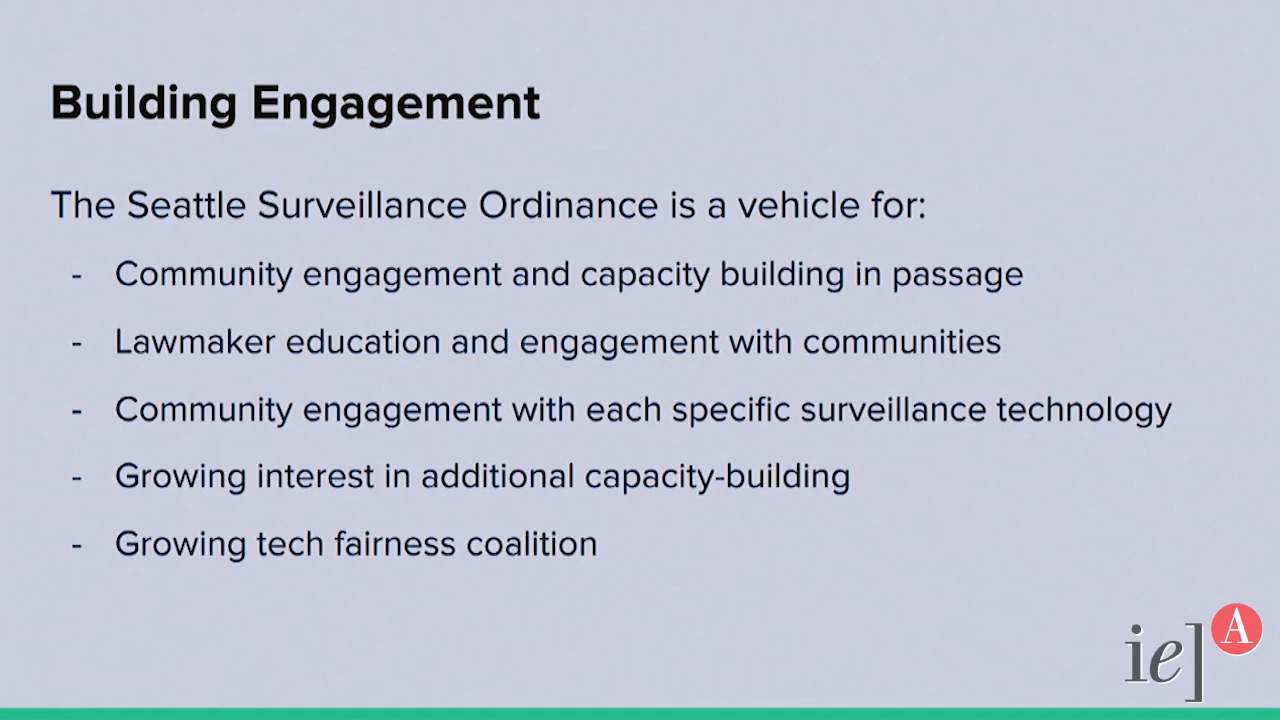 Building Engagement
The Seattle Surveillance Ordinance is a vehicle for:
- Community engagement and capacity building in passage
- Lawmaker education and engagement with communities
- Community engagement with each specific surveillance technology
- Growing interest in additional capacity-building
- Growing tech fairness coalition
ie] A